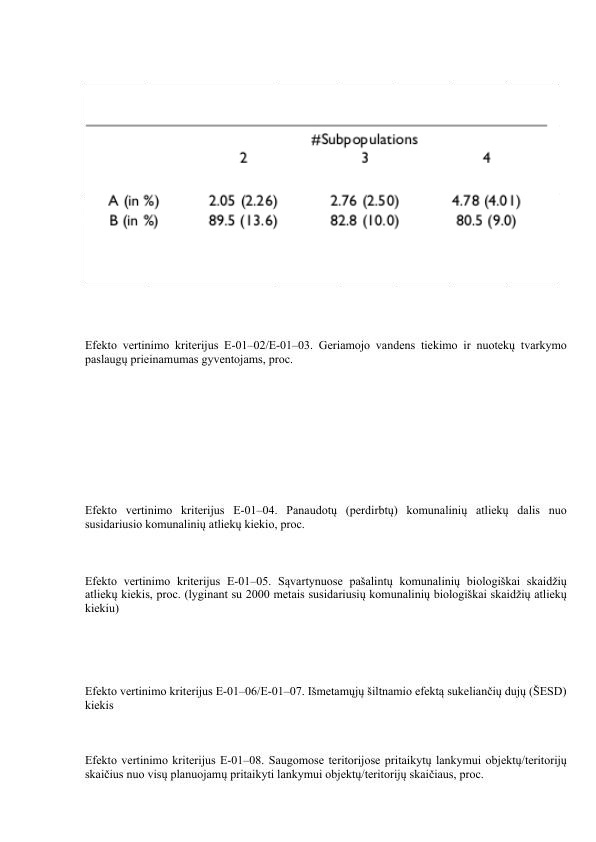 #Subpopulations
2 3 4
A (in %) 2.05 (2.26) 2.76 (2.50) 4.78 (4.01)
B (in %) 89.5 (13.6) 82.8 (10.0) 80.5 (9.0)
Efekto vertinimo kriterijus E-01–02/E-01–03. Geriamojo vandens tiekimo ir nuotekų tvarkymo
paslaugų prieinamumas gyventojams, proc.
Efekto vertinimo kriterijus E-01–04. Panaudotų (perdirbtų) komunalinių atliekų dalis nuo
susidariusio komunalinių atliekų kiekio, proc.
Efekto vertinimo kriterijus E-01–05. Sąvartynuose pašalintų komunalinių biologiškai skaidžių
atliekų kiekis, proc. (lyginant su 2000 metais susidariusių komunalinių biologiškai skaidžių atliekų
kiekiu)
Efekto vertinimo kriterijus E-01–06/E-01–07. Išmetamųjų šiltnamio efektą sukeliančių dujų (ŠESD)
kiekis
Efekto vertinimo kriterijus E-01–08. Saugomose teritorijose pritaikytų lankymui objektų/teritorijų
skaičius nuo visų planuojamų pritaikyti lankymui objektų/teritorijų skaičiaus, proc.